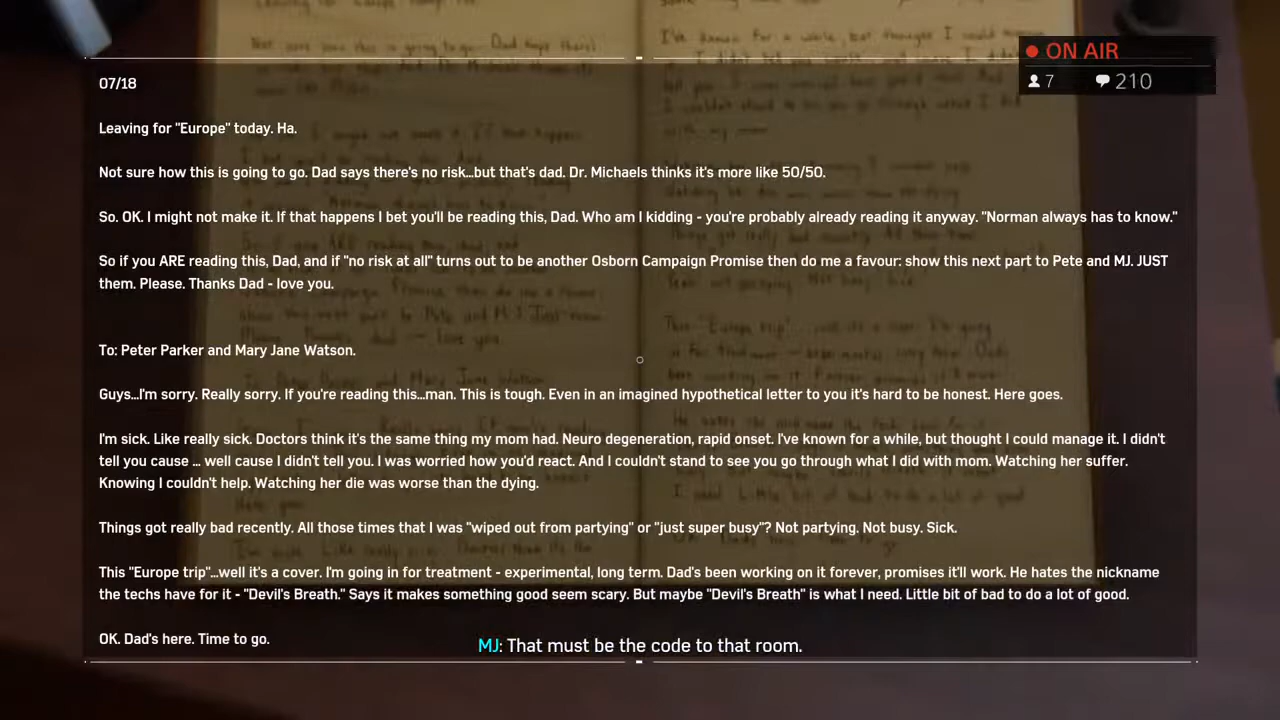 ON AIR
7 210
07/18
Leaving for "Europe" today. Ha.
Not sure how this is going to go. Dad says there's no risk...but that's dad. Dr. Michaels thinks it's more like 50/50.
So. OK. I might not make it. If that happens I bet you'll be reading this, Dad. Who am I kidding - you're probably already reading it anyway. "Norman always has to know."
So if you ARE reading this, Dad, and if "no risk at all" turns out to be another Osborn Campaign Promise then do me a favour: show this next part to Pete and MJ. JUST
them. Please. Thanks Dad - love you.
To: Peter Parker and Mary Jane Watson.
Guys...I'm sorry. Really sorry. If you're reading this...man. This is tough. Even in an imagined hypothetical letter to you it's hard to be honest. Here goes.
I'm sick. Like really sick. Doctors think it's the same thing my mom had. Neuro degeneration, rapid onset. I've known for a while, but thought I could manage it. I didn't
tell you cause ... well cause I didn't tell you. I was worried how you'd react. And I couldn't stand to see you go through what I did with mom. Watching her suffer.
Knowing I couldn't help. Watching her die was worse than the dying.
Things got really bad recently. All those times that I was "wiped out from partying" or "just super busy"? Not partying. Not busy. Sick.
This "Europe trip"...well it's a cover. I'm going in for treatment - experimental, long term. Dad's been working on it forever, promises it'll work. He hates the nickname
the techs have for it - "Devil's Breath." Says it makes something good seem scary. But maybe "Devil's Breath" is what I need. Little bit of bad to do a lot of good.
OK. Dad's here. Time to go.
MJ: That must be the code to that room.